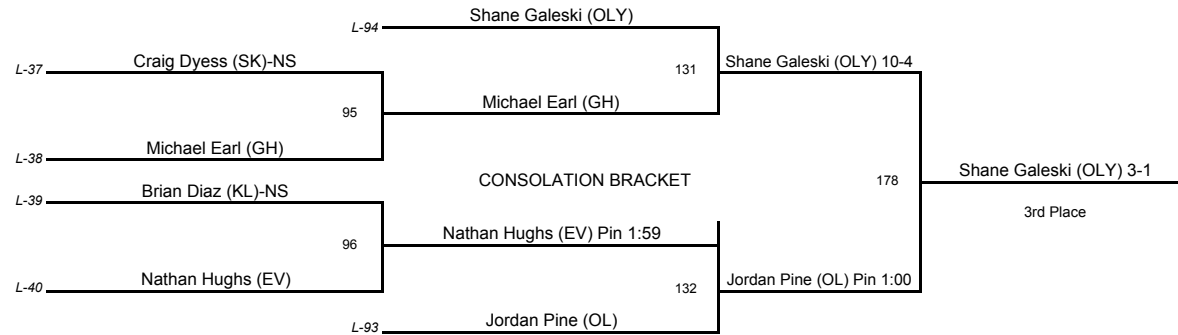 Shane Galeski (OLY)
L-94
Craig Dyess (SK)-NS
L-37
131
Shane Galeski (OLY) 10-4
95
Michael Earl (GH)
L-38
Michael Earl (GH)
Brian Diaz (KL)-NS
L-39
CONSOLATION BRACKET
178
Shane Galeski (OLY) 3-1
3rd Place
96
Nathan Hughs (EV) Pin 1:59
L-40
Nathan Hughs (EV)
132
Jordan Pine (OL) Pin 1:00
L-93
Jordan Pine (OL)